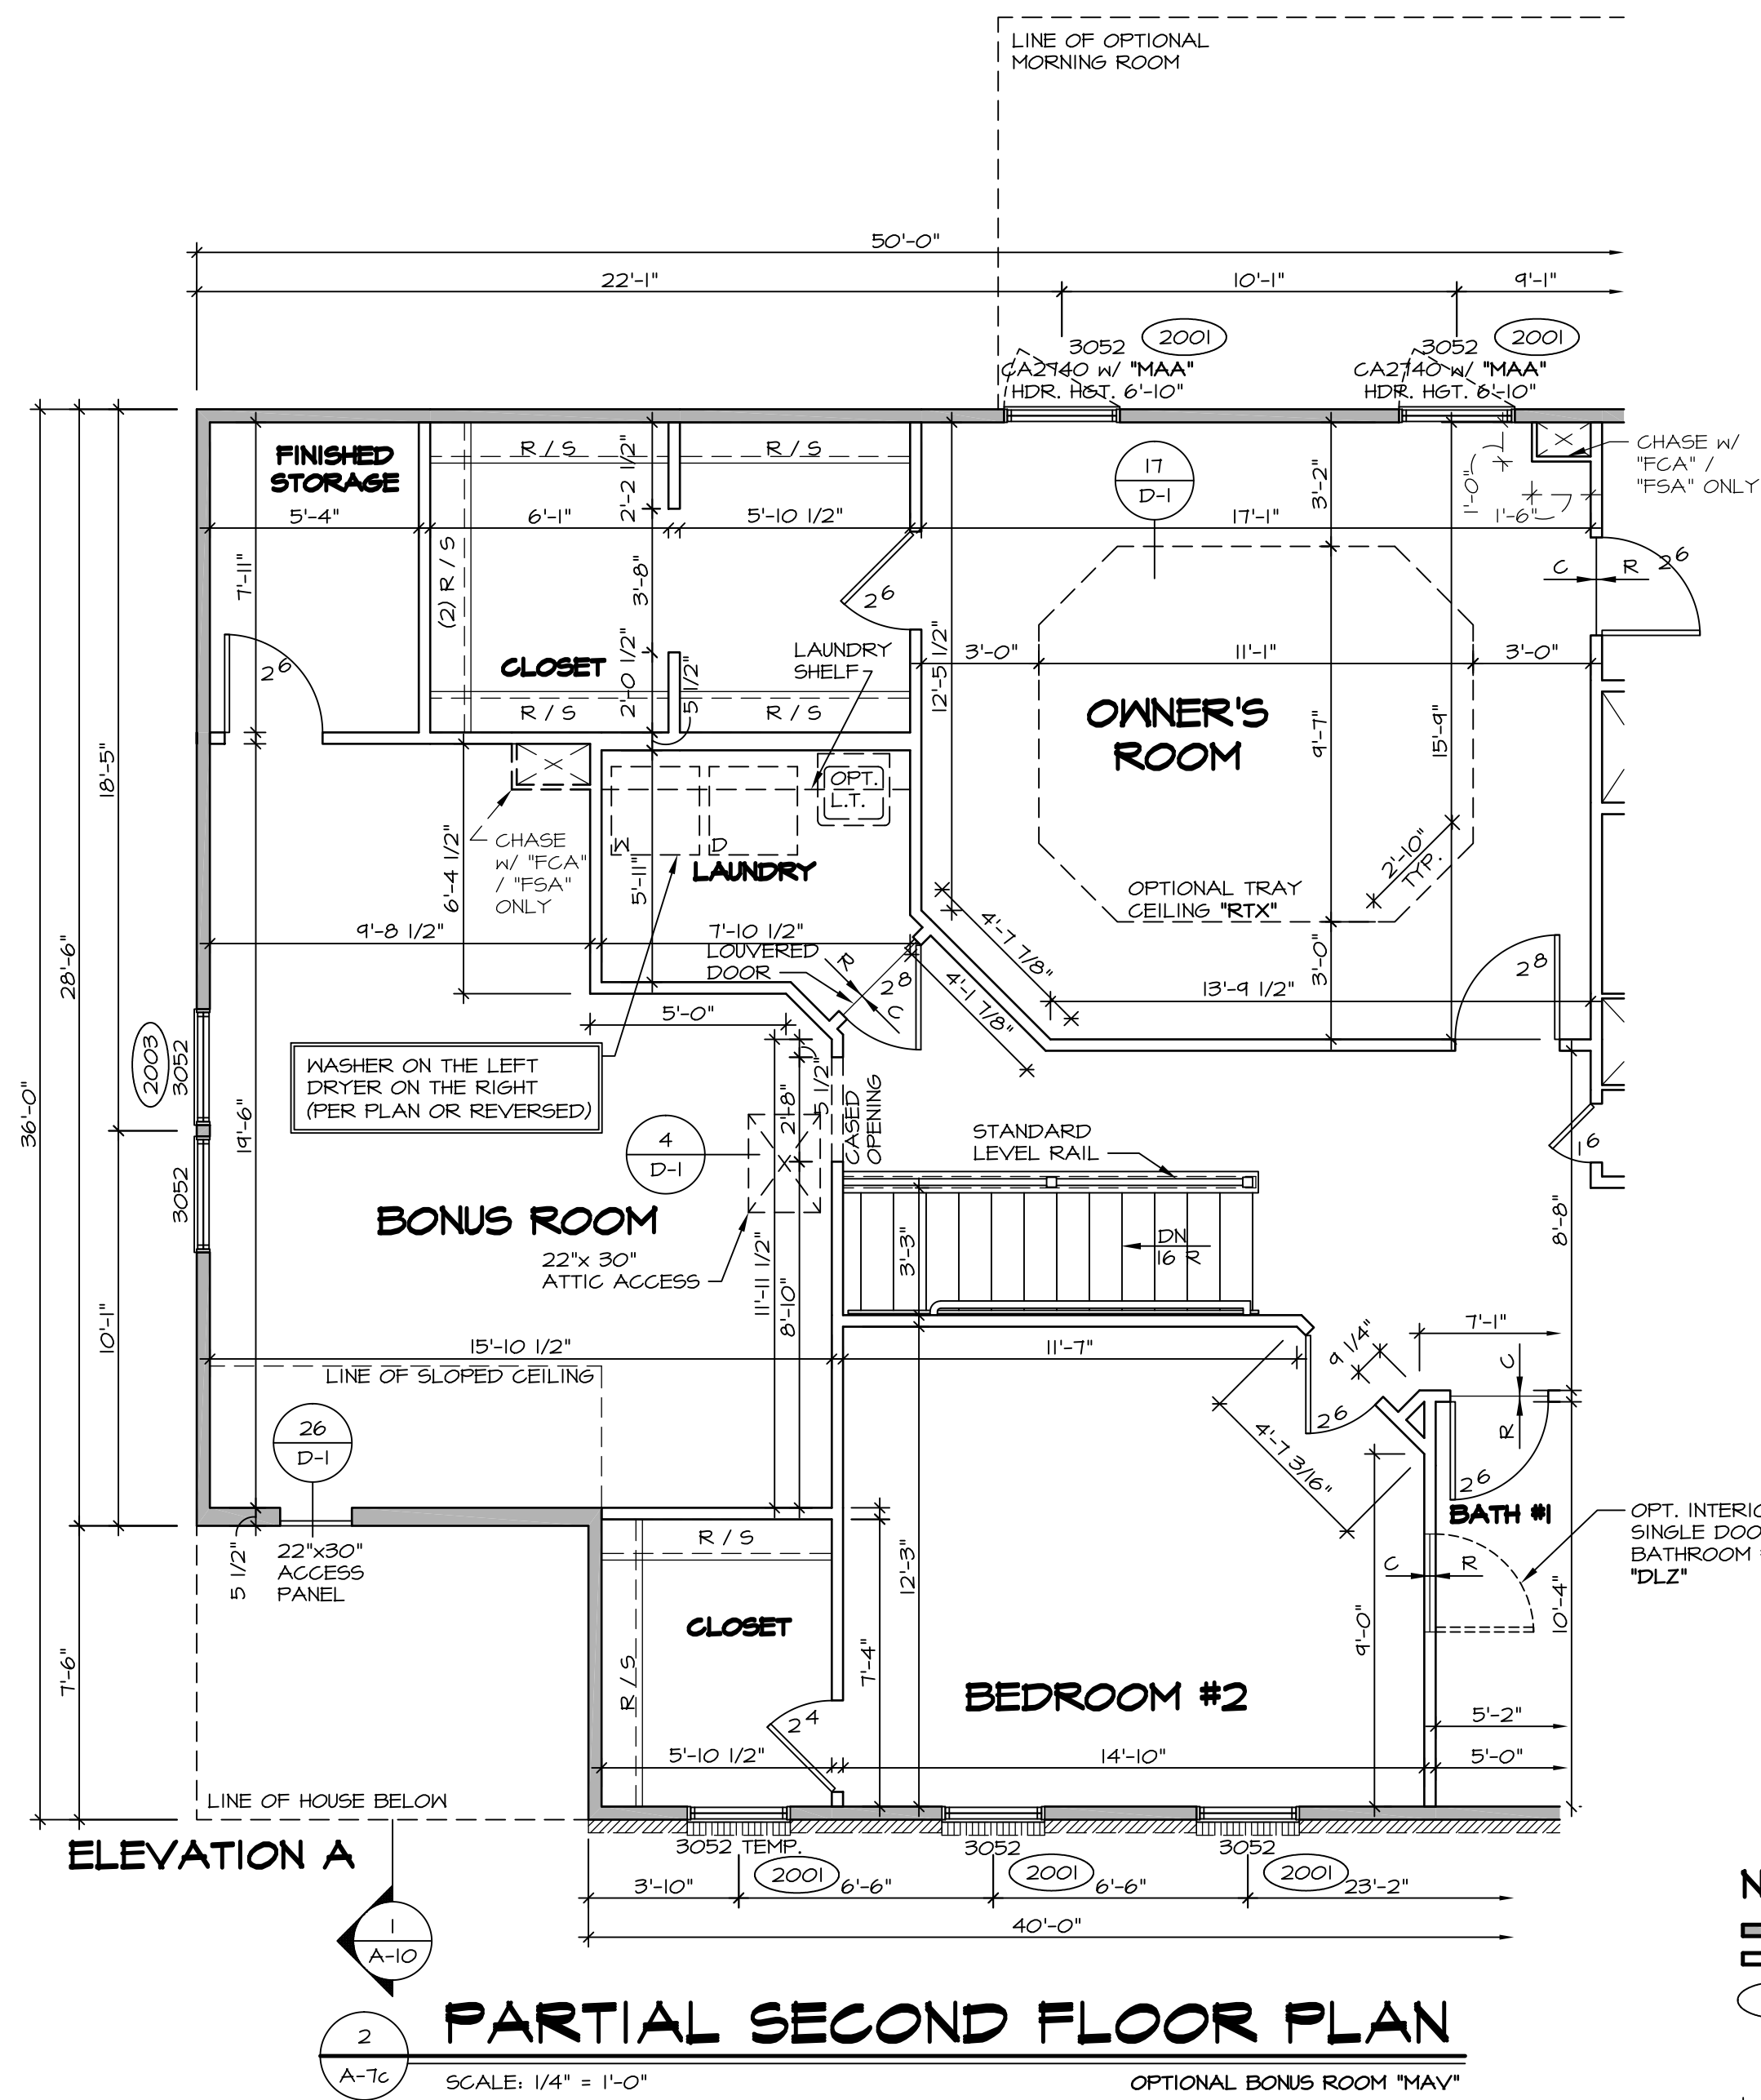 LINE OF OPTIONAL
MORNING ROOM
50'-0"
22'-1"
10'-1"
9'-1"
3052
2001
CA2740 w/ "MAA"
HDR. HGT. 6'-10"
3052
2001
CA2740 w/ "MAA"
HDR. HGT. 6'-10"
FINISHED
STORAGE
R / S
R / S
2'-2 1/2"
17
D-1
3'-2"
1'-0"
1'-6"
CHASE w/
"FCA" /
"FSA" ONLY
5'-4"
6'-1"
5'-10 1/2"
17'-1"
7'-11"
(2) R / S
3'-8"
2 6
C
R
2 6
2 6
CLOSET
2'-0 1/2"
5 1/2"
R / S
R / S
LAUNDRY
SHELF
12'-5 1/2"
3'-0"
11'-1"
3'-0"
OWNER'S
ROOM
9'-7"
15'-9"
18'-5"
OPT.
L.T.
W
D
LAUNDRY
CHASE
w/ "FCA"
/ "FSA"
ONLY
6'-4 1/2"
5'-11"
2'-10"
TYP.
OPTIONAL TRAY
CEILING "RTX"
9'-8 1/2"
7'-10 1/2"
LOUVERED
DOOR
R
2 8
C
4'-7 7/8"
4'-1 7/8"
3'-0"
13'-9 1/2"
2 8
28'-6"
36'-0"
5'-0"
2003
3052
3052
WASHER ON THE LEFT
DRYER ON THE RIGHT
(PER PLAN OR REVERSED)
19'-6"
2'-8"
5 1/2"
CASED
OPENING
4
D-1
STANDARD
LEVEL RAIL
1 6
BONUS ROOM
22"x 30"
ATTIC ACCESS
11'-11 1/2"
8'-10"
3'-3"
DN
16 R
8'-8"
10'-1"
15'-10 1/2"
11'-7"
9 1/4"
7'-1"
LINE OF SLOPED CEILING
26
D-1
2 6
4'-7 3/16"
C
R
2 6
BATH #1
OPT. INTERIO
SINGLE DOO
BATHROOM
"DLZ"
5 1/2"
22"x30"
ACCESS
PANEL
R / S
12'-3"
C
R
10'-4"
9'-0"
CLOSET
R / S
7'-4"
7'-6"
BEDROOM #2
2 4
5'-2"
5'-10 1/2"
14'-10"
5'-0"
LINE OF HOUSE BELOW
ELEVATION A
3052 TEMP.
3052
3052
3'-10"
2001
6'-6"
2001
6'-6"
2001
23'-2"
40'-0"
1
A-10
N
2
A-7c
PARTIAL SECOND FLOOR PLAN
SCALE: 1/4" = 1'-0"
OPTIONAL BONUS ROOM "MAV"